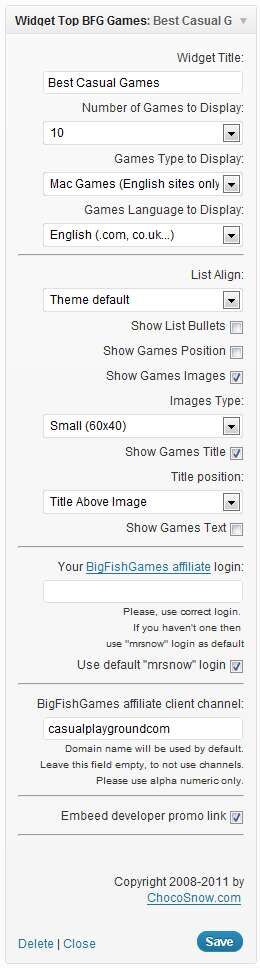 Widget Top BFG Games: Best Casual G
Widget Title:
Best Casual Games
Number of Games to Display:
10
Games Type to Display:
Mac Games (English sites only
Games Language to Display:
English (.com, co.uk...)
List Align:
Theme default
Show List Bullets
Show Games Position
Show Games Images
Images Type:
Small (60x40)
Show Games Title
Title position:
Title Above Image
Show Games Text
Your BigFishGames affiliate login:
Please, use correct login.
If you haven't one then
use "mrsnow" login as default
Use default "mrsnow" login
BigFishGames affiliate client channel:
casualplaygroundcom
Domain name will be used by default.
Leave this field empty, to not use channels.
Please use alpha numeric only.
Embeed developer promo link
Copyright 2008-2011 by
ChocoSnow.com
Delete | Close
Save